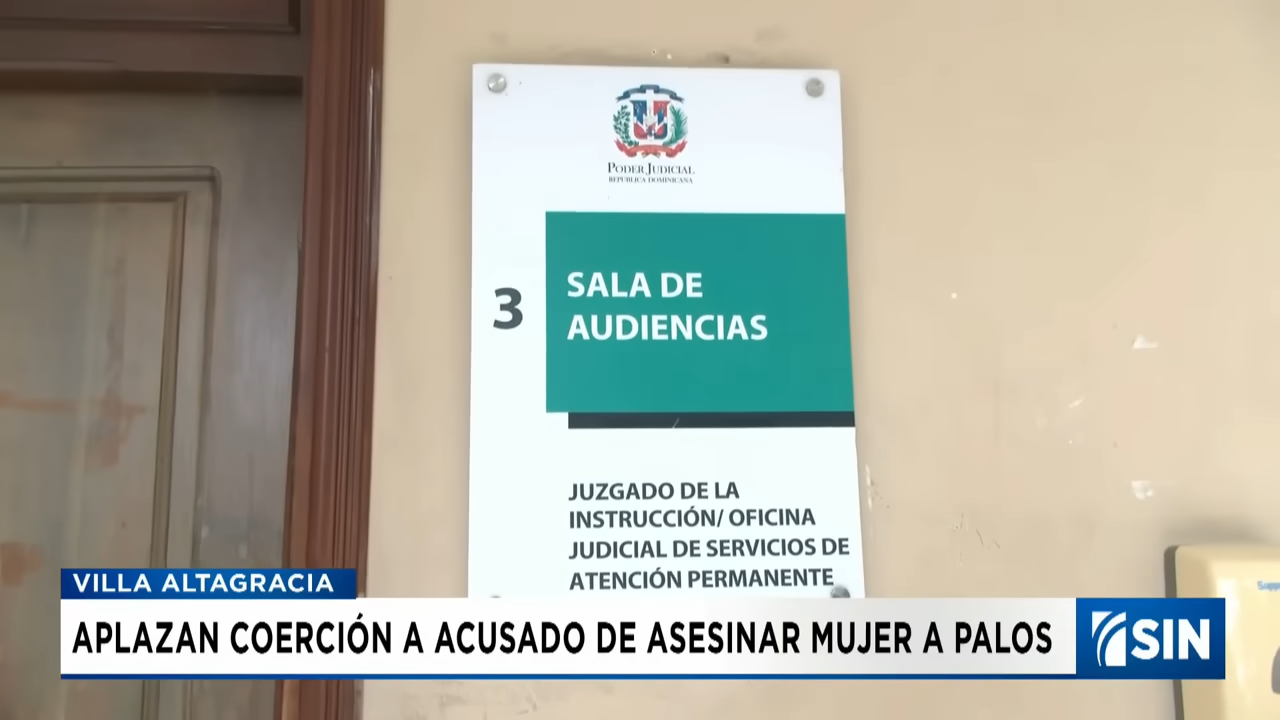 PODER JUDICIAL
REPÚBLICA DOMINICANA
3
SALA DE
AUDIENCIAS
JUZGADO DE LA
INSTRUCCIÓN/ OFICINA
JUDICIAL DE SERVICIOS DE
ATENCIÓN PERMANENTE
VILLA ALTAGRACIA
APLAZAN COERCIÓN A ACUSADO DE ASESINAR MUJER A PALOS
SIN